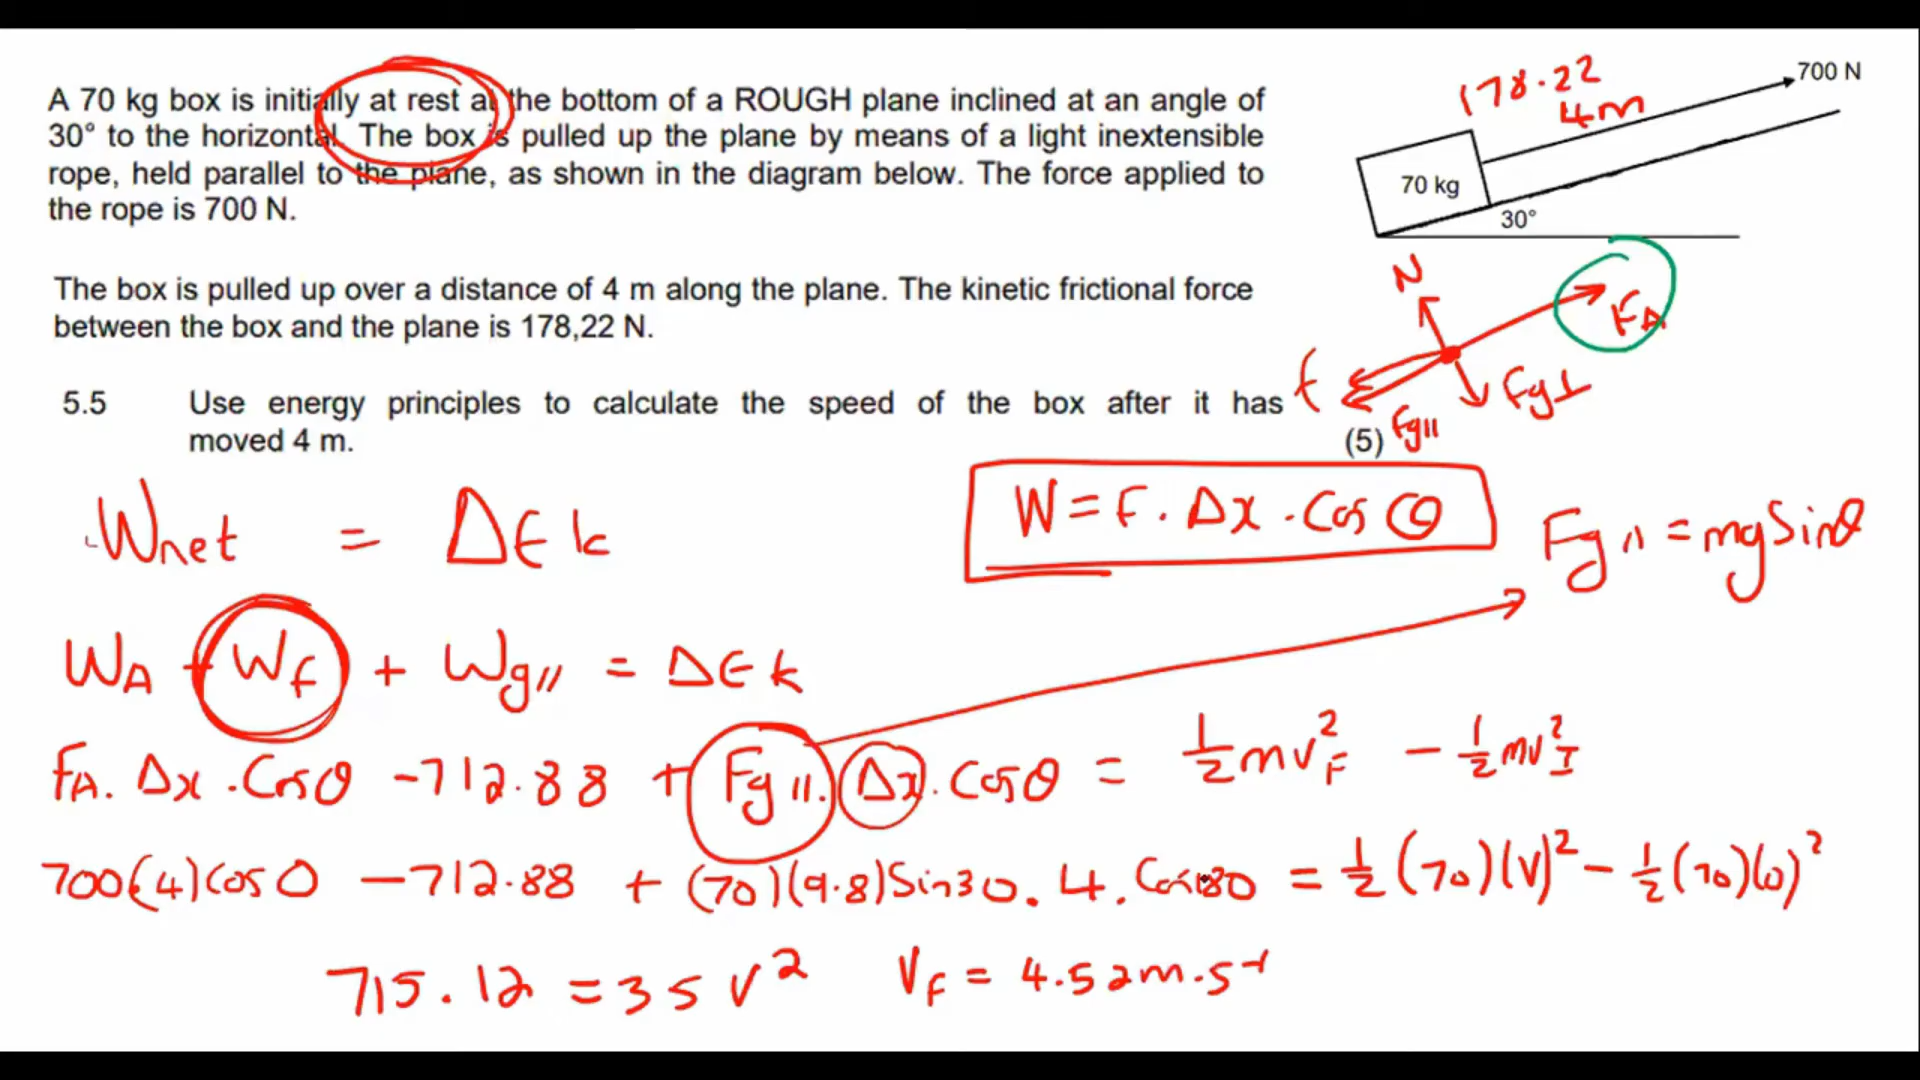 A 70 kg box is initially at rest at the bottom of a ROUGH plane inclined at an angle of
30° to the horizontal. The box is pulled up the plane by means of a light inextensible
rope, held parallel to the plane, as shown in the diagram below. The force applied to
the rope is 700 N.
178.22
4m
700 N
70 kg
30°
The box is pulled up over a distance of 4 m along the plane. The kinetic frictional force
between the box and the plane is 178,22 N.
N
FA
f
Fg⊥
Fg||
5.5 Use energy principles to calculate the speed of the box after it has
moved 4 m. (5)
Wnet = ΔEk
W = F . Δx . Cos θ
Fg|| = mgSinθ
WA + Wf + Wg|| = ΔEk
FA . Δx . Cosθ - 712.88 + Fg|| . Δx . Cosθ = ½mvF² - ½mvI²
700(4)Cos0 - 712.88 + (70)(9.8)Sin30 . 4 . Cos180 = ½(70)(V)² - ½(70)(0)²
715.12 = 35V² VF = 4.52m.s⁻¹